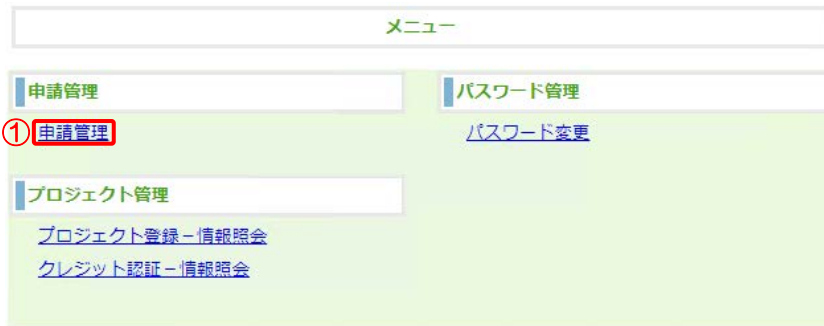 メニュー
申請管理
① 申請管理
プロジェクト管理
プロジェクト登録－情報照会
クレジット認証－情報照会
パスワード管理
パスワード変更